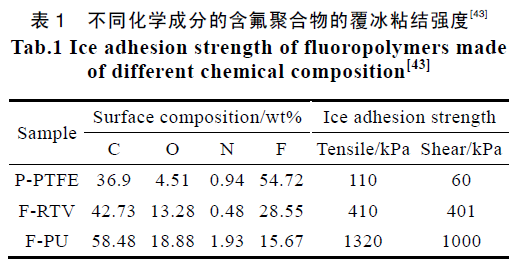 表 1 不同化学成分的含氟聚合物的覆冰粘结强度[43]
Tab.1 Ice adhesion strength of fluoropolymers made
of different chemical composition[43]
Sample Surface composition/wt% Ice adhesion strength
C O N F Tensile/kPa Shear/kPa
P-PTFE 36.9 4.51 0.94 54.72 110 60
F-RTV 42.73 13.28 0.48 28.55 410 401
F-PU 58.48 18.88 1.93 15.67 1320 1000